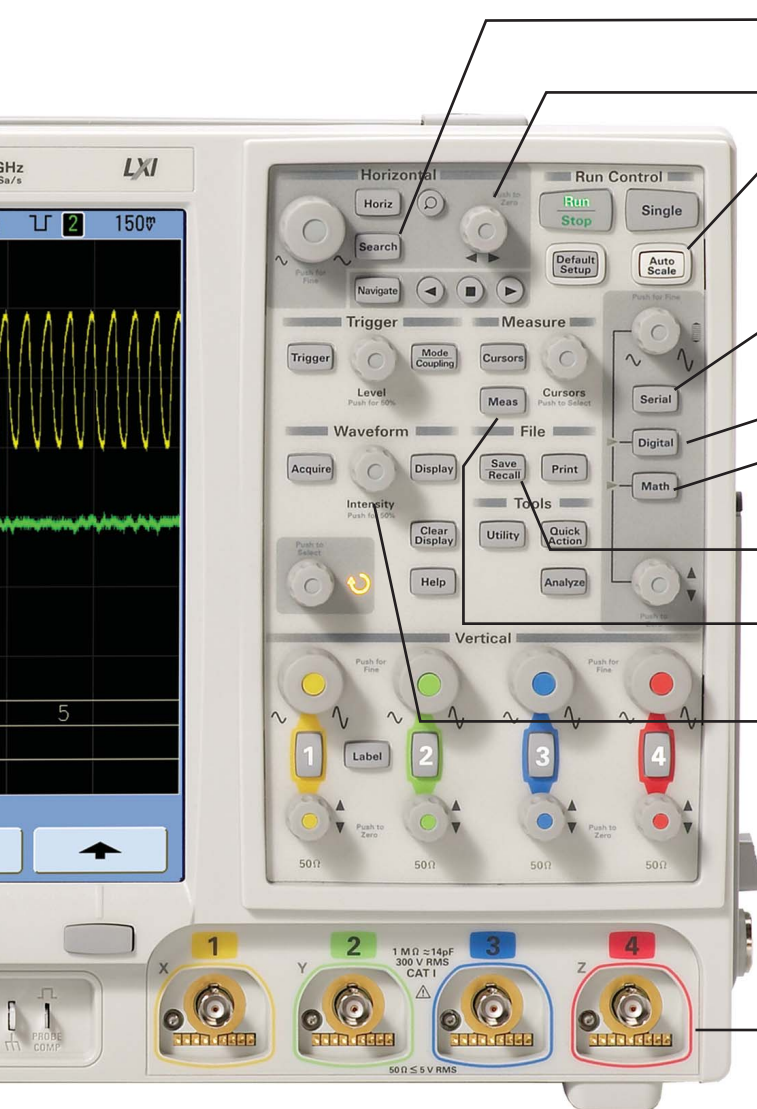 GHz
Sa/s
LXI
2
150
5
PROBE
COMP
Horizontal
Horiz
Push to
Zero
Search
Push for
Fine
Navigate
Run Control
Run
Stop
Single
Default
Setup
Auto
Scale
Push for Fine
Trigger
Trigger
Mode
Coupling
Level
Push for 50%
Measure
Cursors
Meas
Cursors
Push to Select
Serial
Digital
Math
Waveform
Acquire
Display
Intensity
Push for 50%
Clear
Display
Push to
Select
Help
File
Save
Recall
Print
Tools
Utility
Quick
Action
Analyze
Push to
Vertical
Push for
Fine
Push for
Fine
1
Label
2
3
4
Push to
Zero
Push to
Zero
50Ω
50Ω
50Ω
50Ω
1
2
1 MΩ ≈14pF
300 V RMS
CAT I
3
4
X
Y
Z
50Ω ≤ 5 V RMS